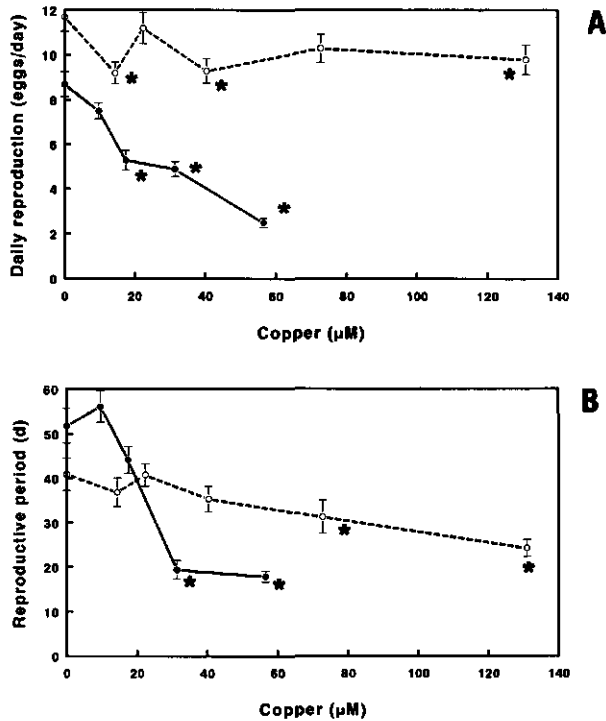 A
Daily reproduction (eggs/day)
12
10
8
6
4
2
0
* * * * * *
0 20 40 60 80 100 120 140
Copper (µM)
B
Reproductive period (d)
60
50
40
30
20
10
0
* * * *
0 20 40 60 80 100 120 140
Copper (µM)